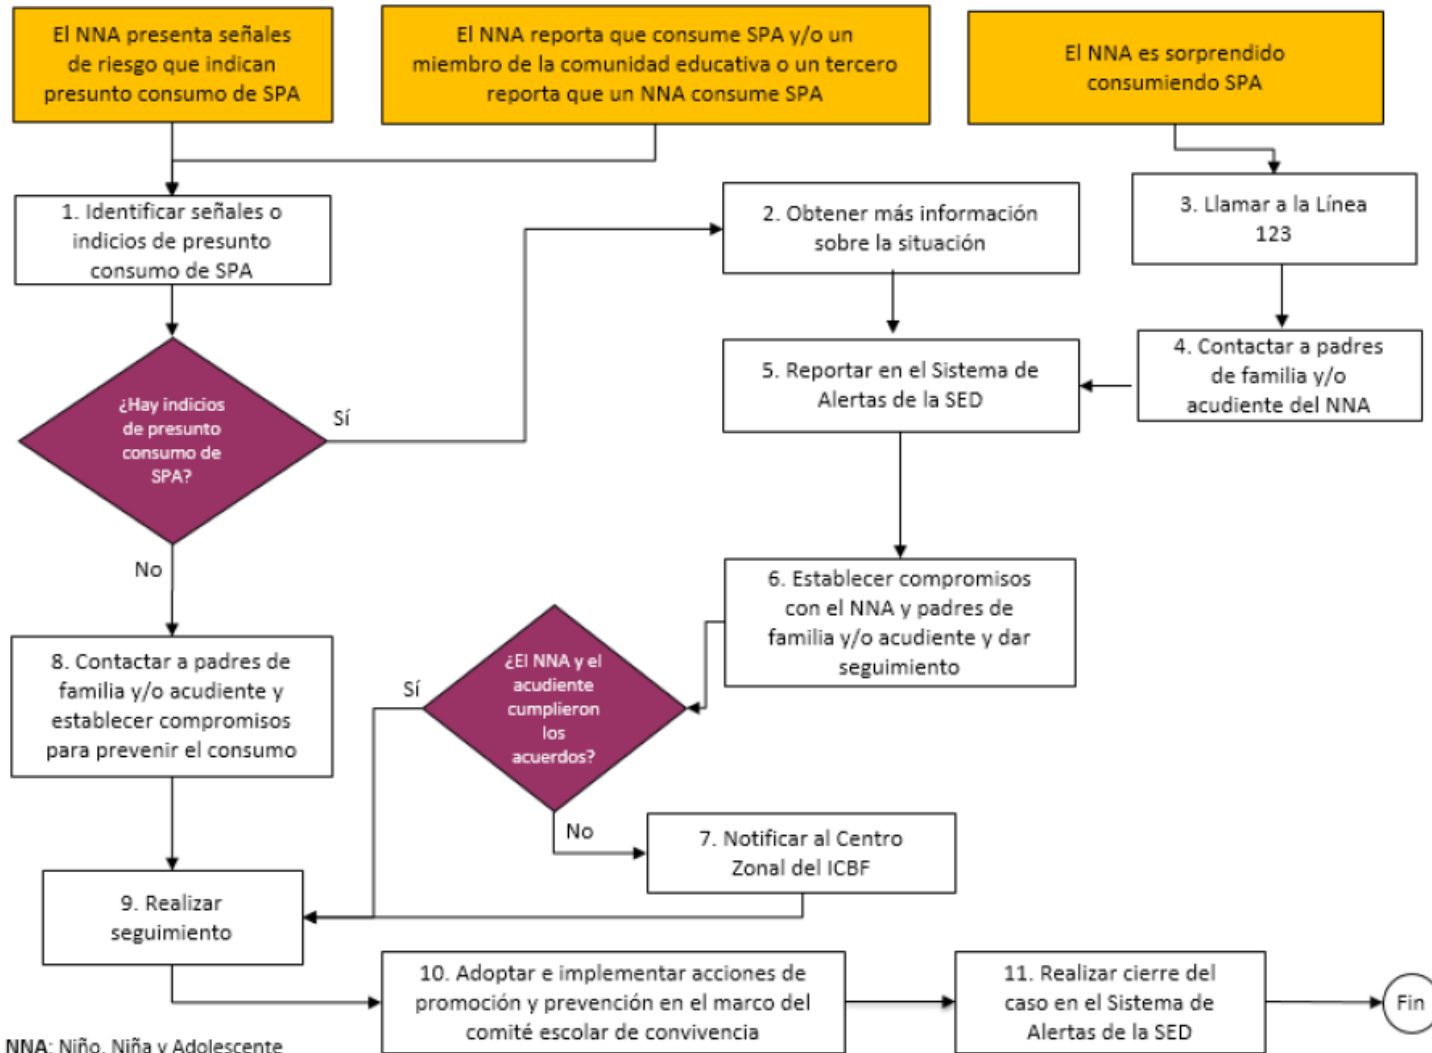 El NNA presenta señales
de riesgo que indican
presunto consumo de SPA
El NNA reporta que consume SPA y/o un
miembro de la comunidad educativa o un tercero
reporta que un NNA consume SPA
El NNA es sorprendido
consumiendo SPA
1. Identificar señales o
indicios de presunto
consumo de SPA
2. Obtener más información
sobre la situación
3. Llamar a la Línea
123
¿Hay indicios
de presunto
consumo de
SPA?
Sí
No
5. Reportar en el Sistema de
Alertas de la SED
4. Contactar a padres
de familia y/o
acudiente del NNA
6. Establecer compromisos
con el NNA y padres de
familia y/o acudiente y dar
seguimiento
¿El NNA y el
acudiente
cumplieron
los
acuerdos?
Sí
No
8. Contactar a padres de
familia y/o acudiente y
establecer compromisos
para prevenir el consumo
7. Notificar al Centro
Zonal del ICBF
9. Realizar
seguimiento
10. Adoptar e implementar acciones de
promoción y prevención en el marco del
comité escolar de convivencia
11. Realizar cierre del
caso en el Sistema de
Alertas de la SED
Fin
NNA: Niño, Niña y Adolescente